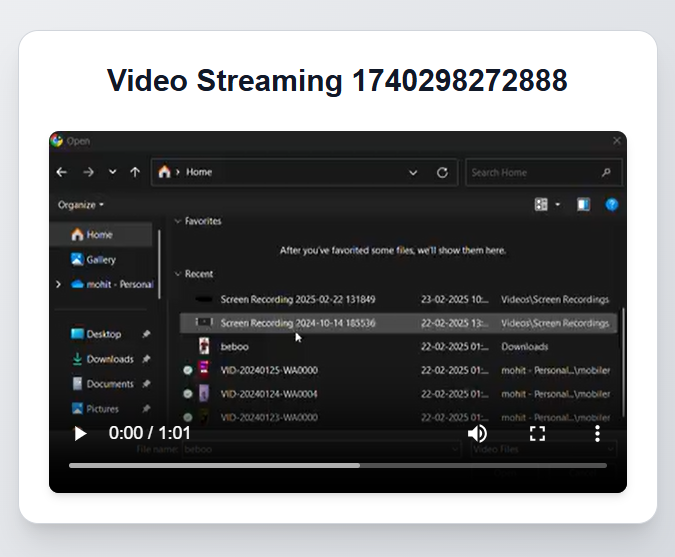 Video Streaming 1740298272888
Open
Home
Search Home
Organize
Home
Gallery
mohit - Personal
Desktop
Downloads
Documents
Pictures
Favorites
After you've favorited some files, we'll show them here.
Recent
Screen Recording 2025-02-22 131849 23-02-2025 10:... Videos\Screen Recordings
Screen Recording 2024-10-14 185536 22-02-2025 13:... Videos\Screen Recordings
beboo 22-02-2025 01:... Downloads
VID-20240125-WA0000 22-02-2025 01:... mohit - Personal...\mobiler
VID-20240124-WA0004 22-02-2025 01:... mohit - Personal...\mobiler
VID-20240123-WA0000 22-02-2025 01:... mohit - Personal...\mobiler
0:00 / 1:01
File name: beboo Video Files